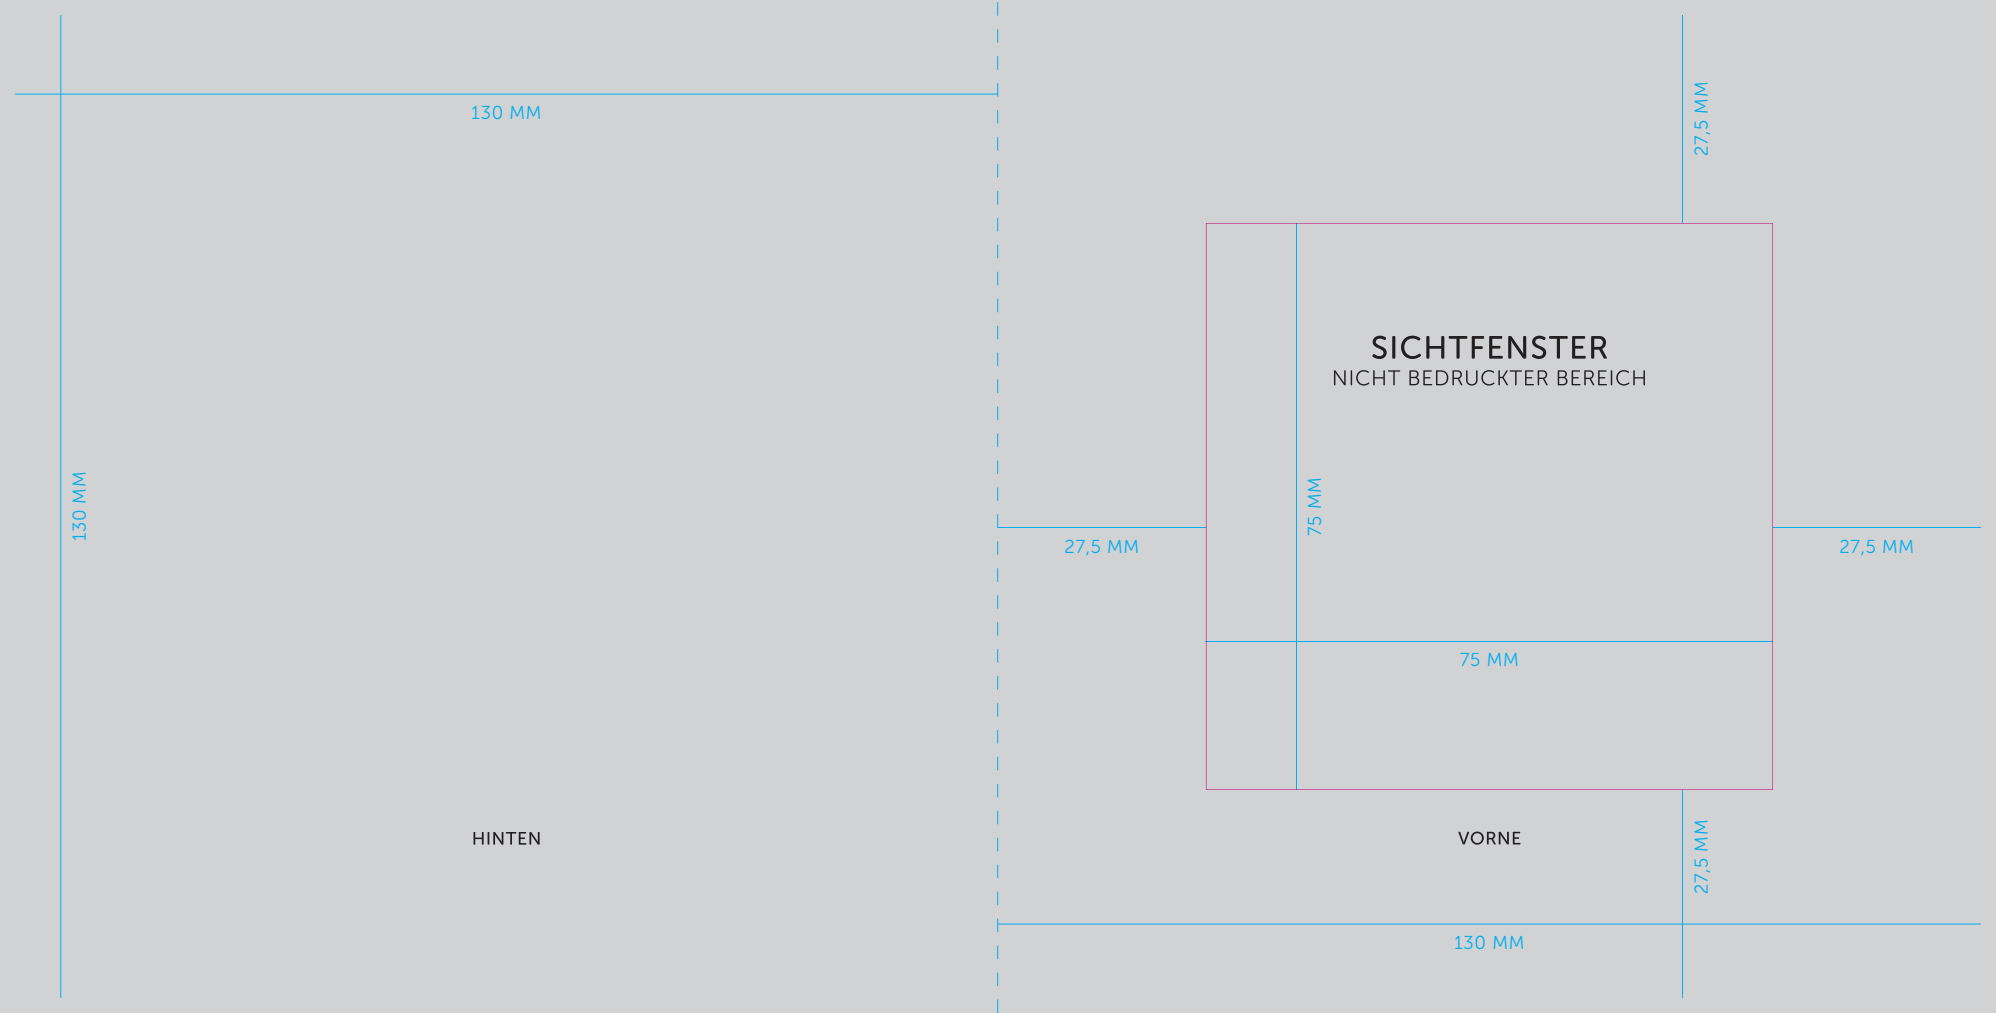 130 MM
130 MM
HINTEN
27,5 MM
SICHTFENSTER
NICHT BEDRUCKTER BEREICH
75 MM
27,5 MM
27,5 MM
75 MM
VORNE
27,5 MM
130 MM